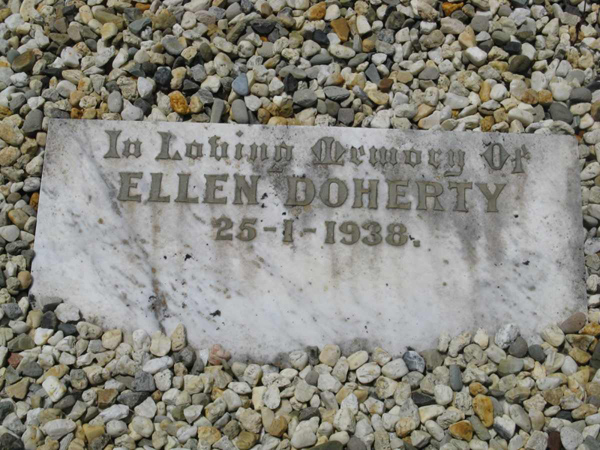 In Loving Memory Of
ELLEN DOHERTY
25-1-1938.